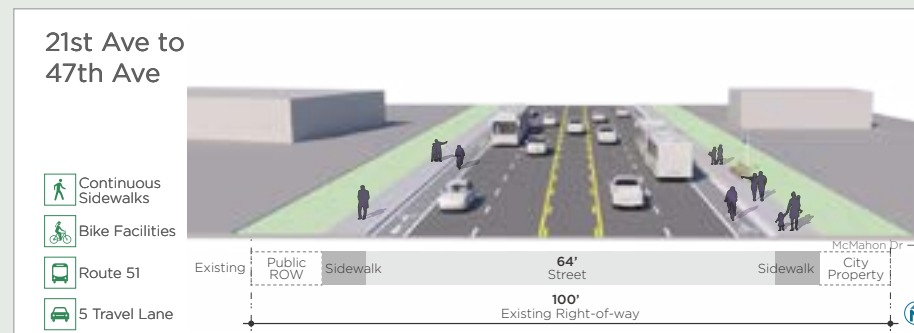 21st Ave to
47th Ave
Continuous
Sidewalks
Bike Facilities
Route 51
5 Travel Lane
McMahon Dr
Existing
Public
ROW
Sidewalk
64'
Street
Sidewalk
City
Property
100'
Existing Right-of-way